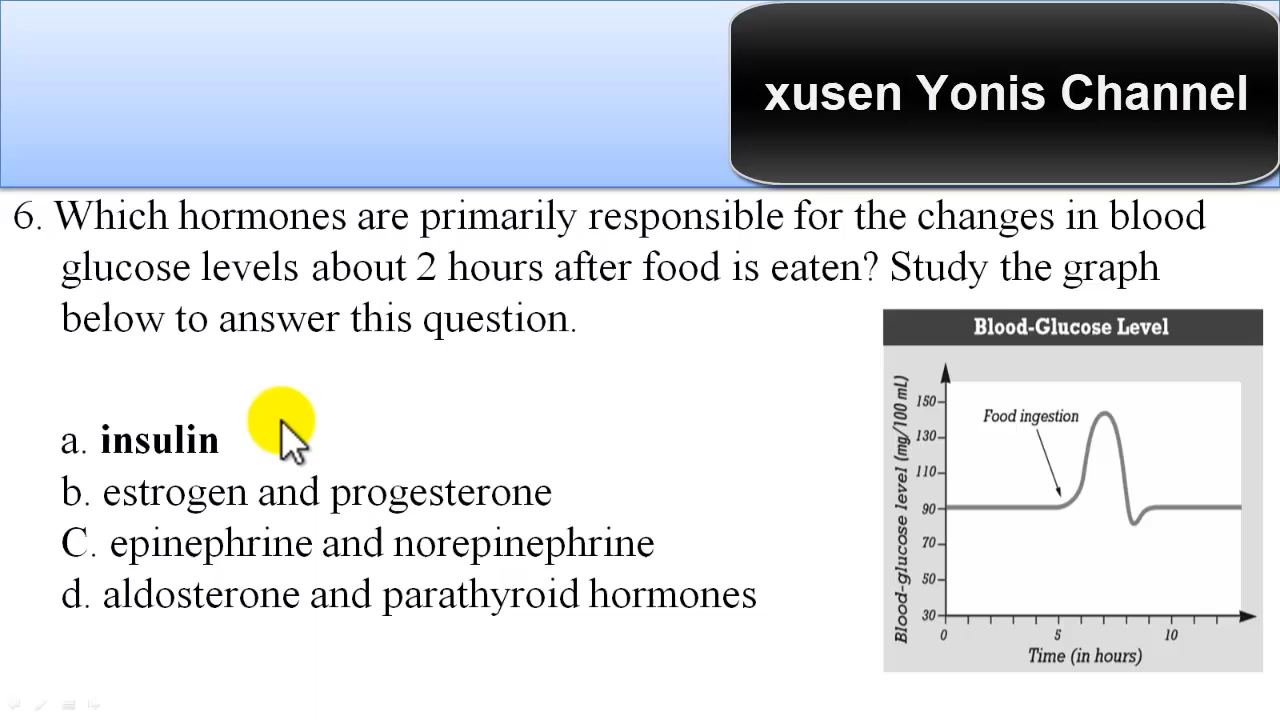 xusen Yonis Channel
6. Which hormones are primarily responsible for the changes in blood
glucose levels about 2 hours after food is eaten? Study the graph
below to answer this question.
a. insulin
b. estrogen and progesterone
C. epinephrine and norepinephrine
d. aldosterone and parathyroid hormones
Blood-Glucose Level
Blood-glucose level (mg/100 mL)
150
130
110
90
70
50
30
Food ingestion
0 5 10
Time (in hours)